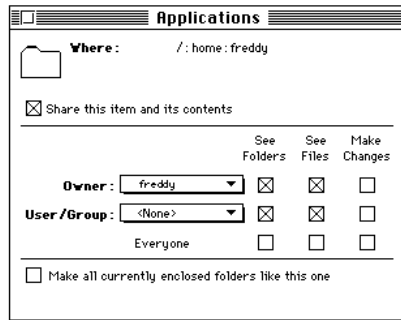 Applications
Where: /:home:freddy
Share this item and its contents
See Folders See Files Make Changes
Owner: freddy
User/Group: <None>
Everyone
Make all currently enclosed folders like this one